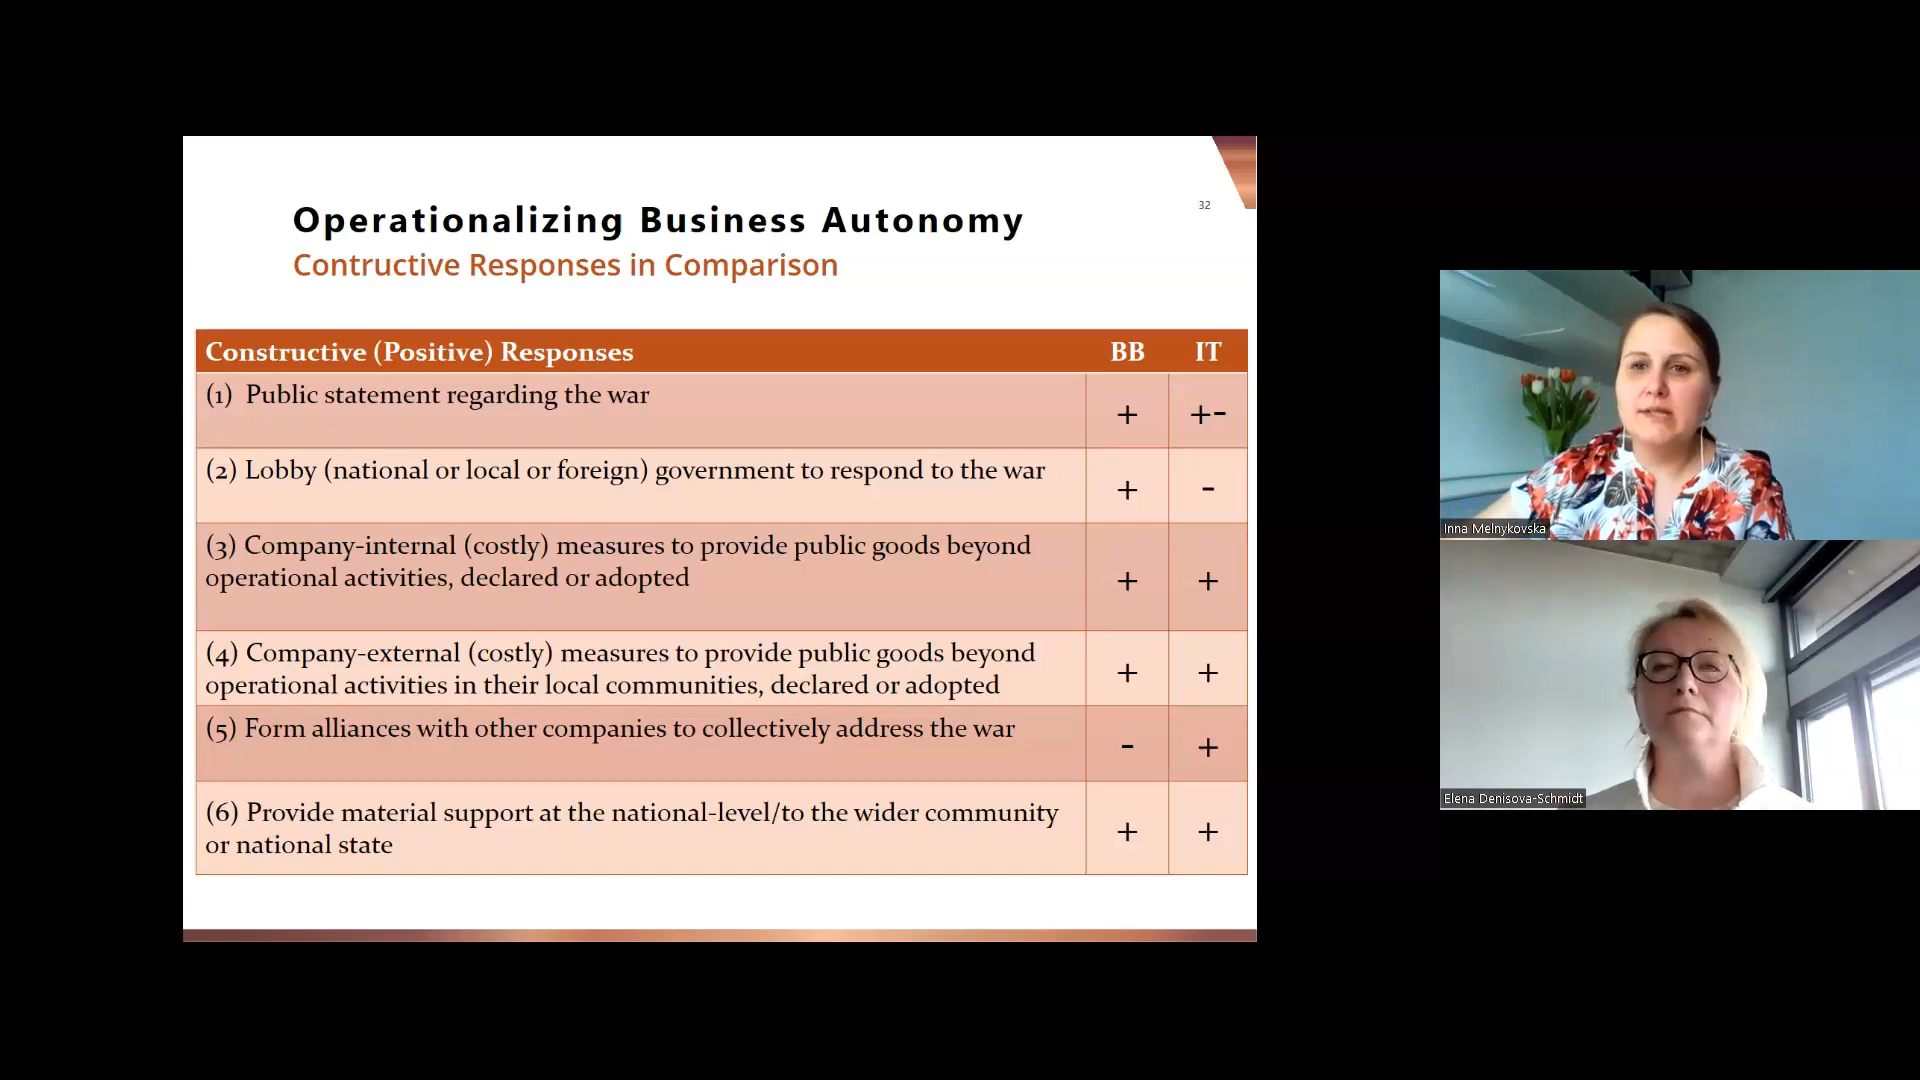 32
Operationalizing Business Autonomy
Contructive Responses in Comparison
Constructive (Positive) Responses BB IT
(1) Public statement regarding the war + +-
(2) Lobby (national or local or foreign) government to respond to the war + -
(3) Company-internal (costly) measures to provide public goods beyond
operational activities, declared or adopted + +
(4) Company-external (costly) measures to provide public goods beyond
operational activities in their local communities, declared or adopted + +
(5) Form alliances with other companies to collectively address the war - +
(6) Provide material support at the national-level/to the wider community
or national state + +
Inna Melnykovska
Elena Denisova-Schmidt